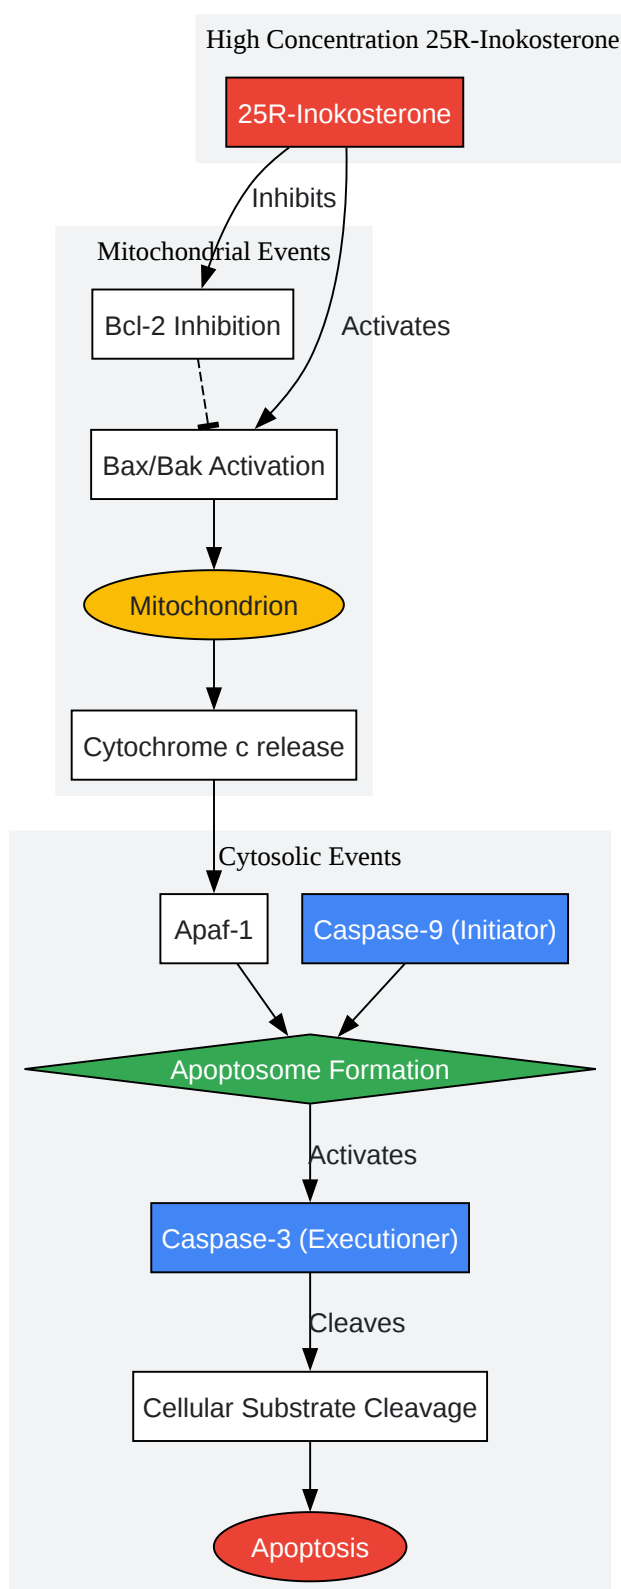 High Concentration 25R-Inokosterone
25R-Inokosterone
Inhibits
Mitochondrial Events
Bcl-2 Inhibition
Activates
Bax/Bak Activation
Mitochondrion
Cytochrome c release
Cytosolic Events
Apaf-1
Caspase-9 (Initiator)
Apoptosome Formation
Activates
Caspase-3 (Executioner)
Cleaves
Cellular Substrate Cleavage
Apoptosis